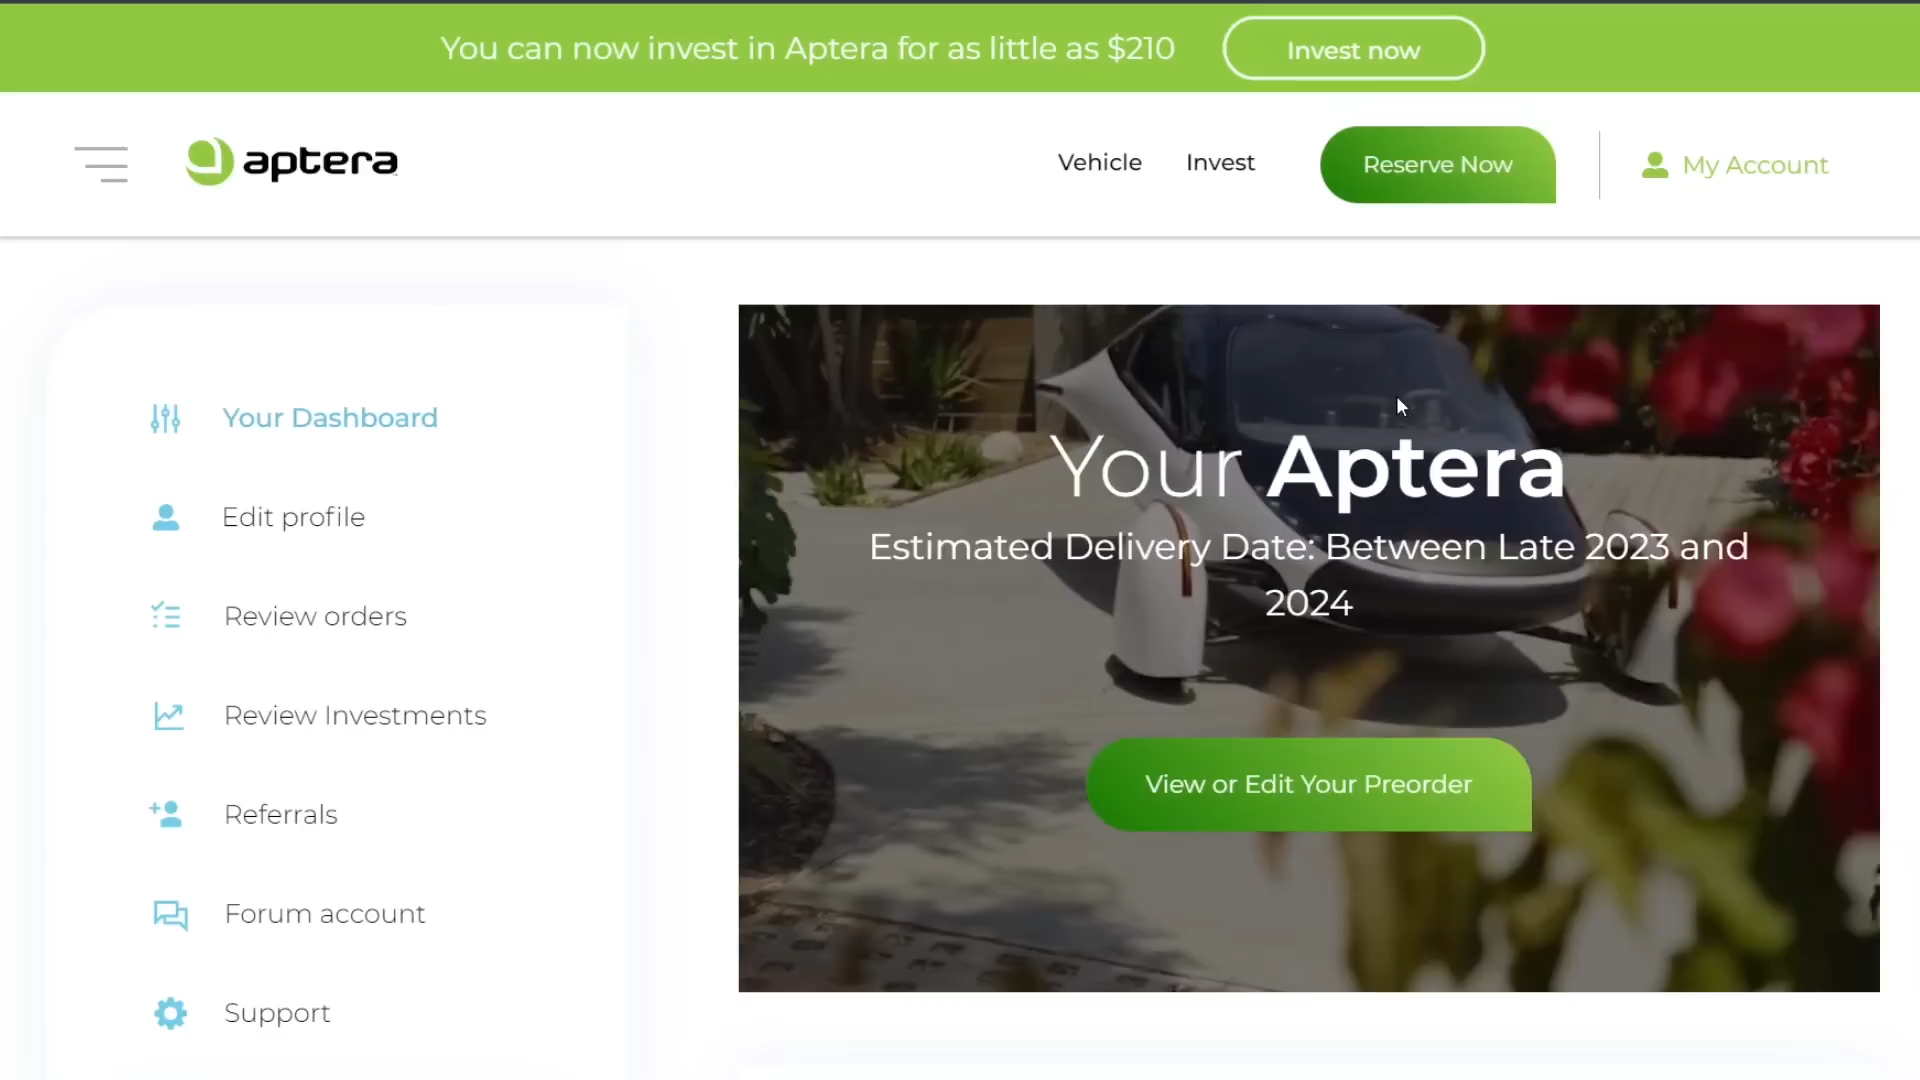 You can now invest in Aptera for as little as $210
Invest now
aptera
Vehicle
Invest
Reserve Now
My Account
Your Dashboard
Edit profile
Review orders
Review Investments
Referrals
Forum account
Support
Your Aptera
Estimated Delivery Date: Between Late 2023 and
2024
View or Edit Your Preorder